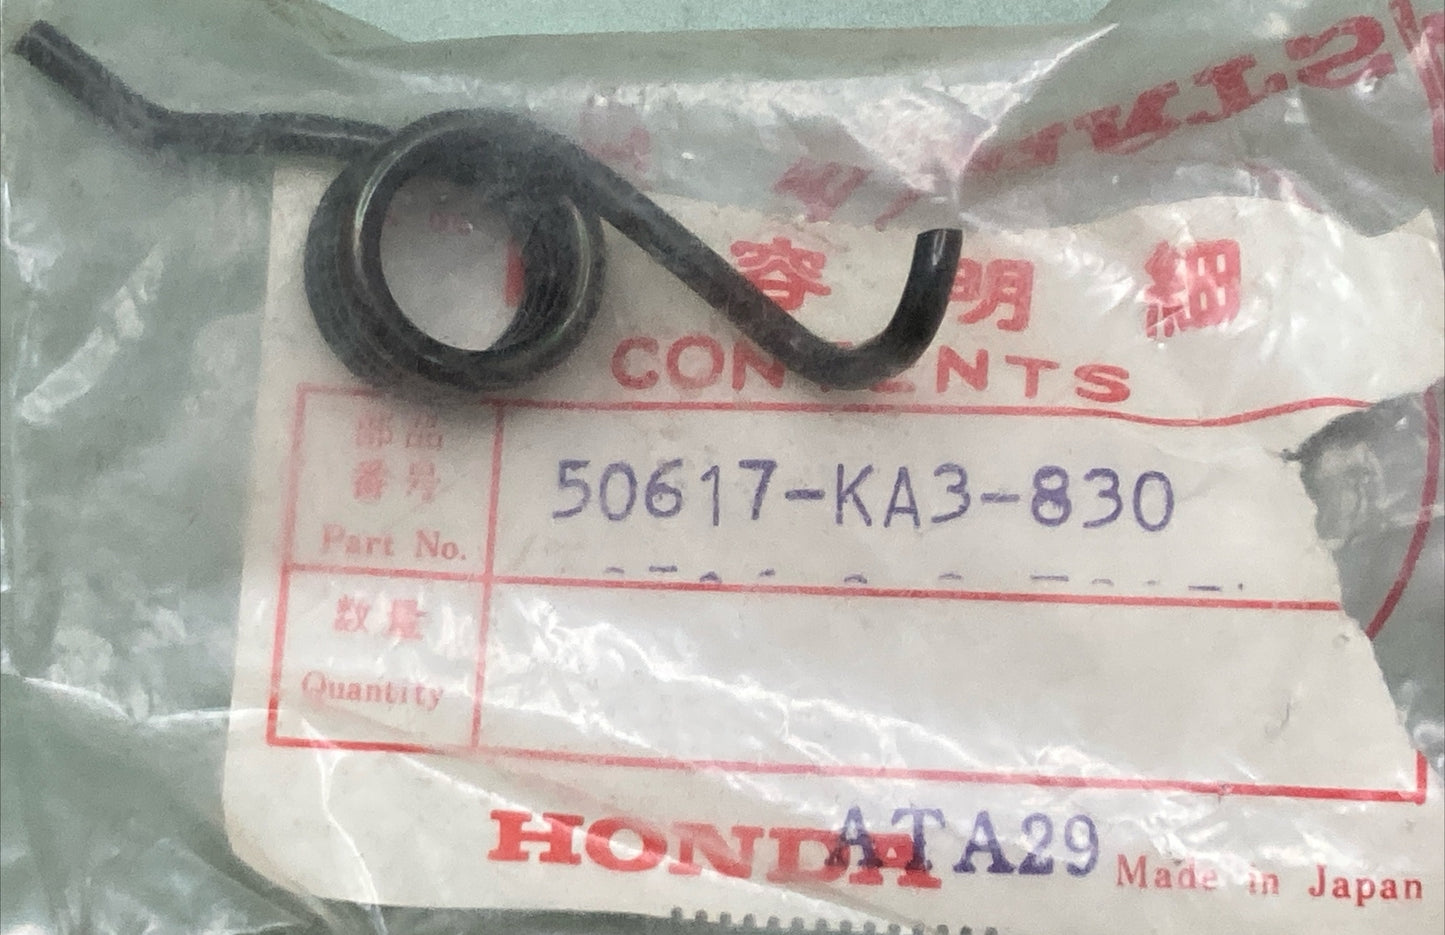 容明細
CONTENTS
部品
番号
Part No.
50617-KA3-830
数量
Quantity
HONDA
ATA29
Made in Japan